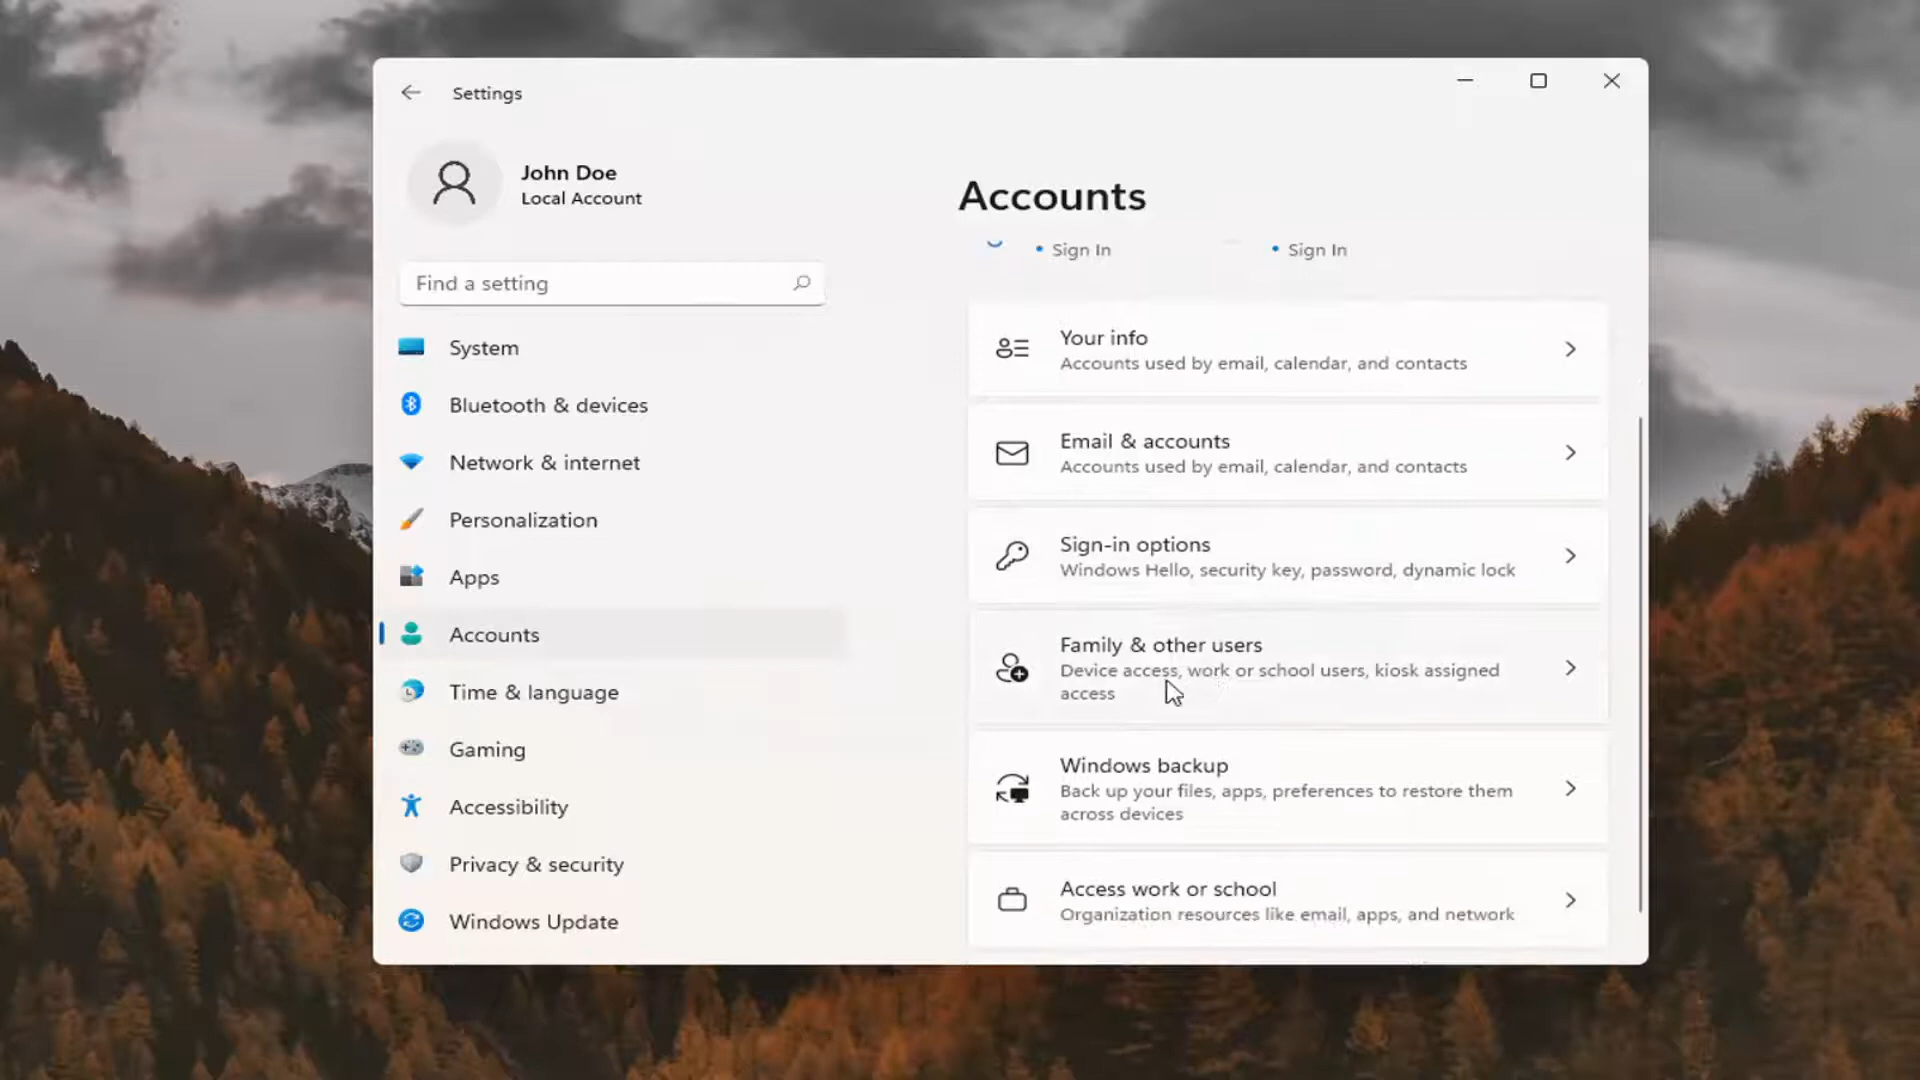 Settings
John Doe
Local Account
Find a setting
System
Bluetooth & devices
Network & internet
Personalization
Apps
Accounts
Time & language
Gaming
Accessibility
Privacy & security
Windows Update
Accounts
• Sign In
• Sign In
Your info
Accounts used by email, calendar, and contacts
Email & accounts
Accounts used by email, calendar, and contacts
Sign-in options
Windows Hello, security key, password, dynamic lock
Family & other users
Device access, work or school users, kiosk assigned
access
Windows backup
Back up your files, apps, preferences to restore them
across devices
Access work or school
Organization resources like email, apps, and network